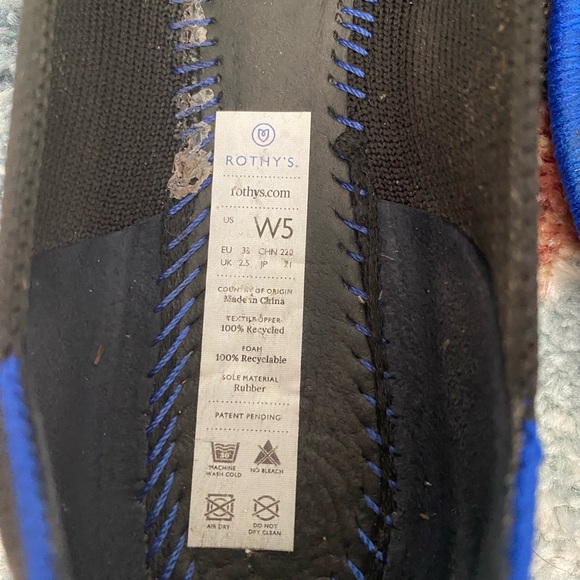 ROTHY'S.
rothys.com
US W5
EU 35 CHN 220
UK 2.5 JP 21
COUNTRY OF ORIGIN
Made in China
TEXTILE UPPER
100% Recycled
FOAM
100% Recyclable
SOLE MATERIAL
Rubber
PATENT PENDING
30°
MACHINE WASH COLD
NO BLEACH
AIR DRY
DO NOT DRY CLEAN